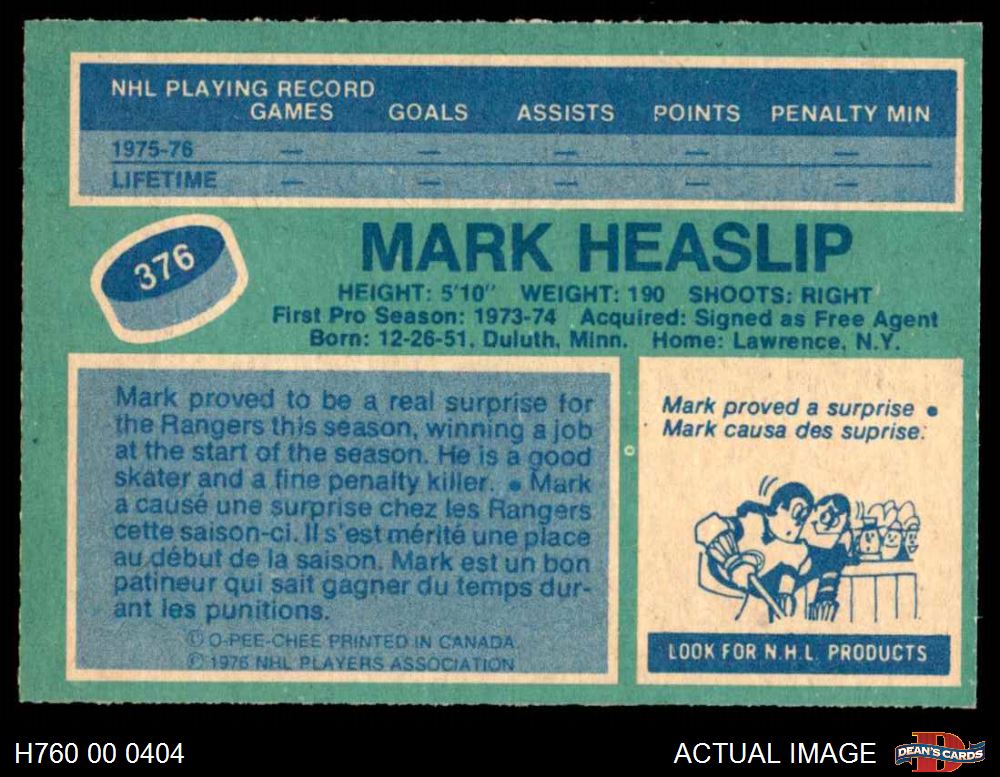 NHL PLAYING RECORD
GAMES GOALS ASSISTS POINTS PENALTY MIN
1975-76 — — — — —
LIFETIME — — — — —
376
MARK HEASLIP
HEIGHT: 5'10" WEIGHT: 190 SHOOTS: RIGHT
First Pro Season: 1973-74 Acquired: Signed as Free Agent
Born: 12-26-51, Duluth, Minn. Home: Lawrence, N.Y.
Mark proved to be a real surprise for
the Rangers this season, winning a job
at the start of the season. He is a good
skater and a fine penalty killer. • Mark
a causé une surprise chez les Rangers
cette saison-ci. Il s'est mérité une place
au début de la saison. Mark est un bon
patineur qui sait gagner du temps dur-
ant les punitions.
© O-PEE-CHEE PRINTED IN CANADA
© 1976 NHL PLAYERS ASSOCIATION
Mark proved a surprise •
Mark causa des suprise.
LOOK FOR N.H.L. PRODUCTS
H760 00 0404
ACTUAL IMAGE
D
DEAN'S CARDS